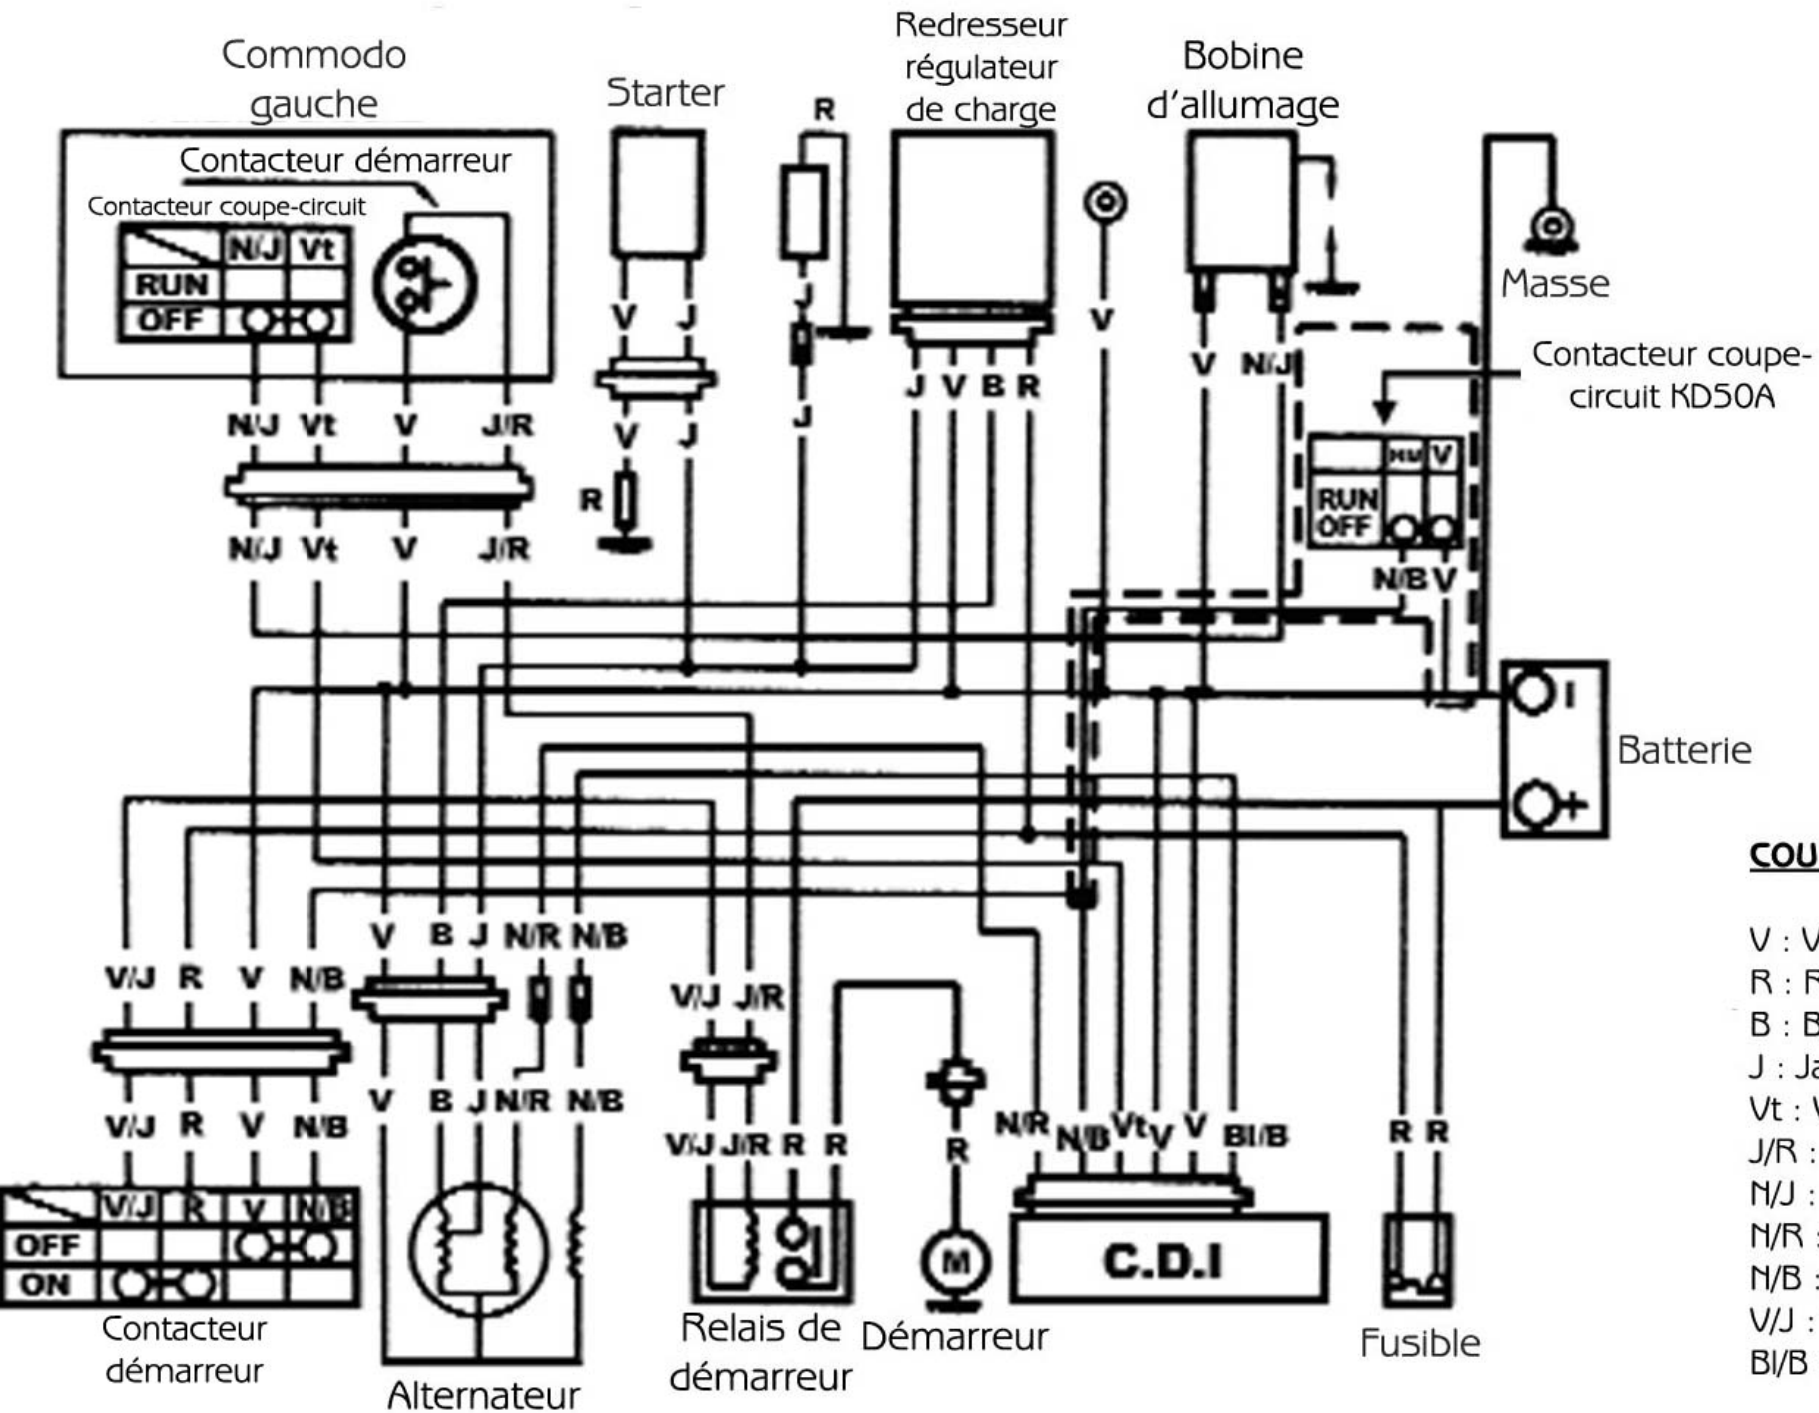 Commodo
gauche
Contacteur démarreur
Contacteur coupe-circuit
N/J Vt
RUN
OFF
Starter
R
Redresseur
régulateur
de charge
Bobine
d'allumage
Masse
Contacteur coupe-
circuit KD50A
V J
J
V
V N/J
J V B R
N/J Vt V J/R
V J
J
V
RUN
OFF
R
N/J Vt V J/R
N/B V
I
+
Batterie
COU
V : V
R : R
B : B
J : Ja
Vt : V
J/R :
N/J :
N/R :
N/B :
V/J :
Bl/B
V B J N/R N/B
V/J R V N/B
V/J J/R
V B J N/R N/B
V/J R V N/B
V/J J/R R R
R
N/R N/B Vt V V Bl/B
R R
V/J R V N/B
OFF
ON
M
C.D.I
Contacteur
démarreur
Alternateur
Relais de
démarreur
Démarreur
Fusible